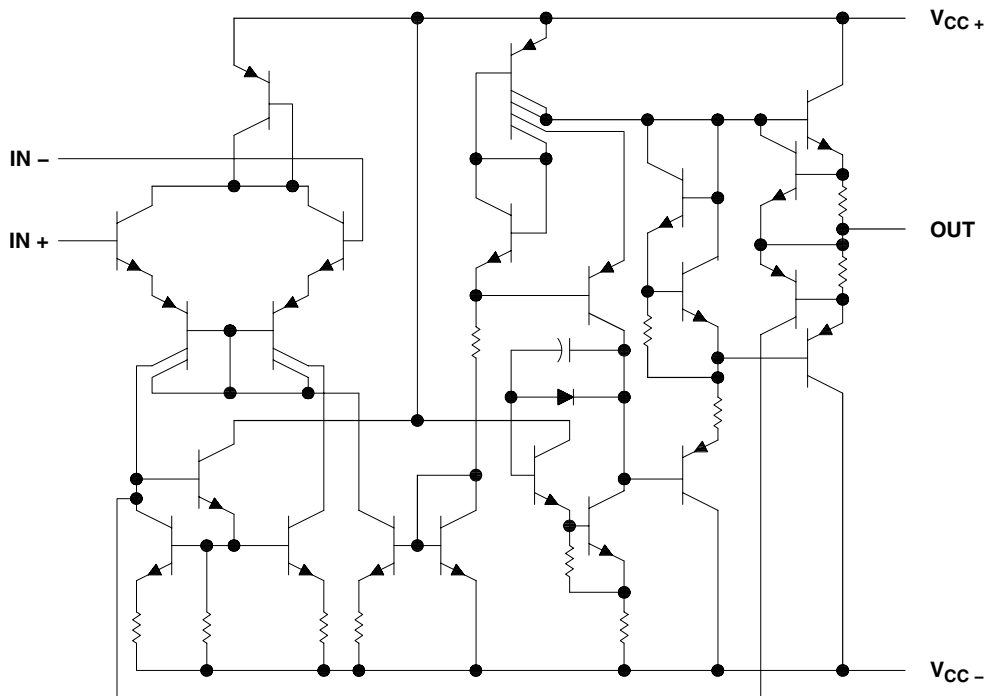 VCC +
IN −
IN +
OUT
VCC −